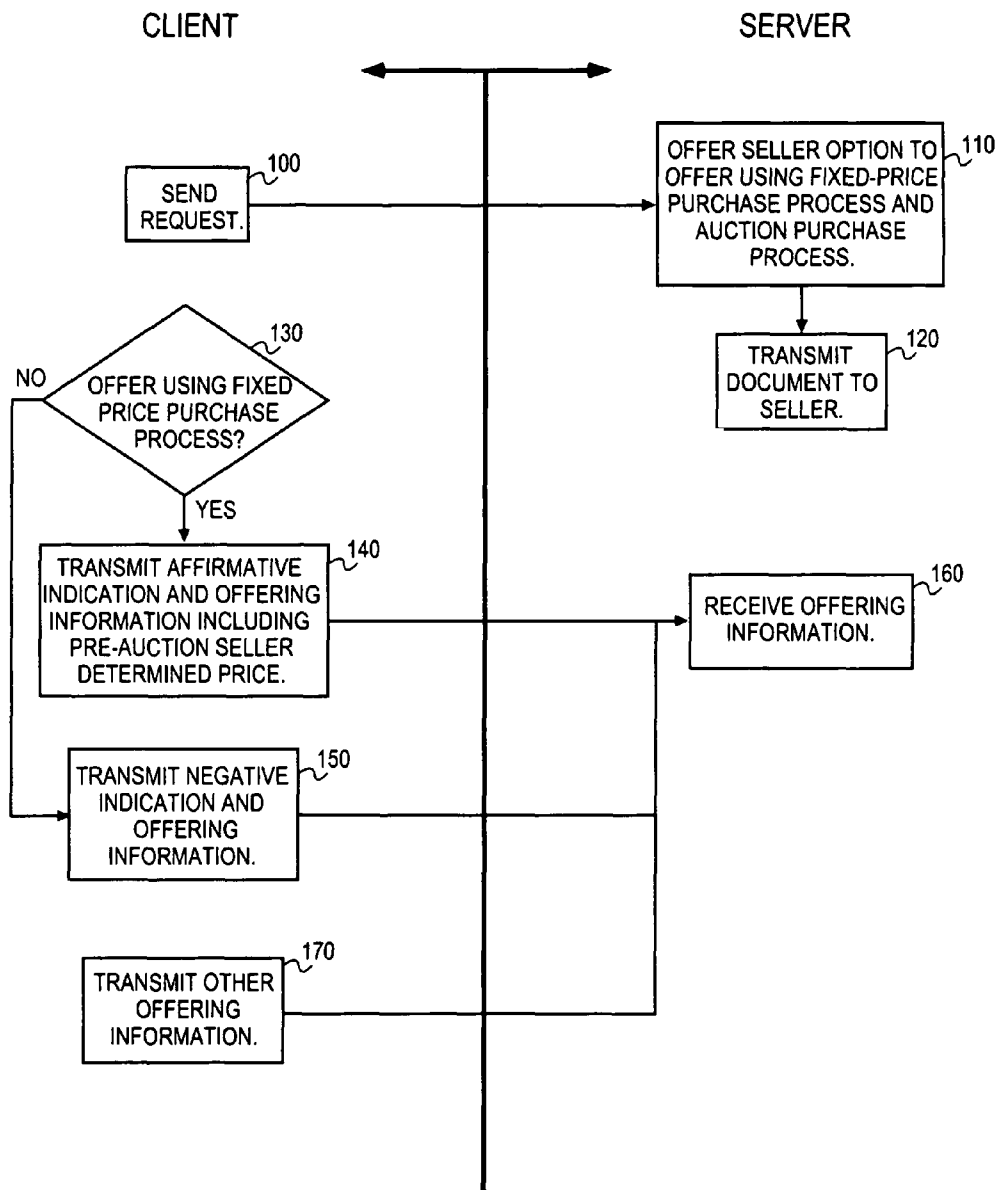 CLIENT
SERVER
100
SEND
REQUEST.
110
OFFER SELLER OPTION TO
OFFER USING FIXED-PRICE
PURCHASE PROCESS AND
AUCTION PURCHASE
PROCESS.
120
TRANSMIT
DOCUMENT TO
SELLER.
130
NO
OFFER USING FIXED
PRICE PURCHASE
PROCESS?
YES
140
TRANSMIT AFFIRMATIVE
INDICATION AND OFFERING
INFORMATION INCLUDING
PRE-AUCTION SELLER
DETERMINED PRICE.
160
RECEIVE OFFERING
INFORMATION.
150
TRANSMIT NEGATIVE
INDICATION AND
OFFERING
INFORMATION.
170
TRANSMIT OTHER
OFFERING
INFORMATION.